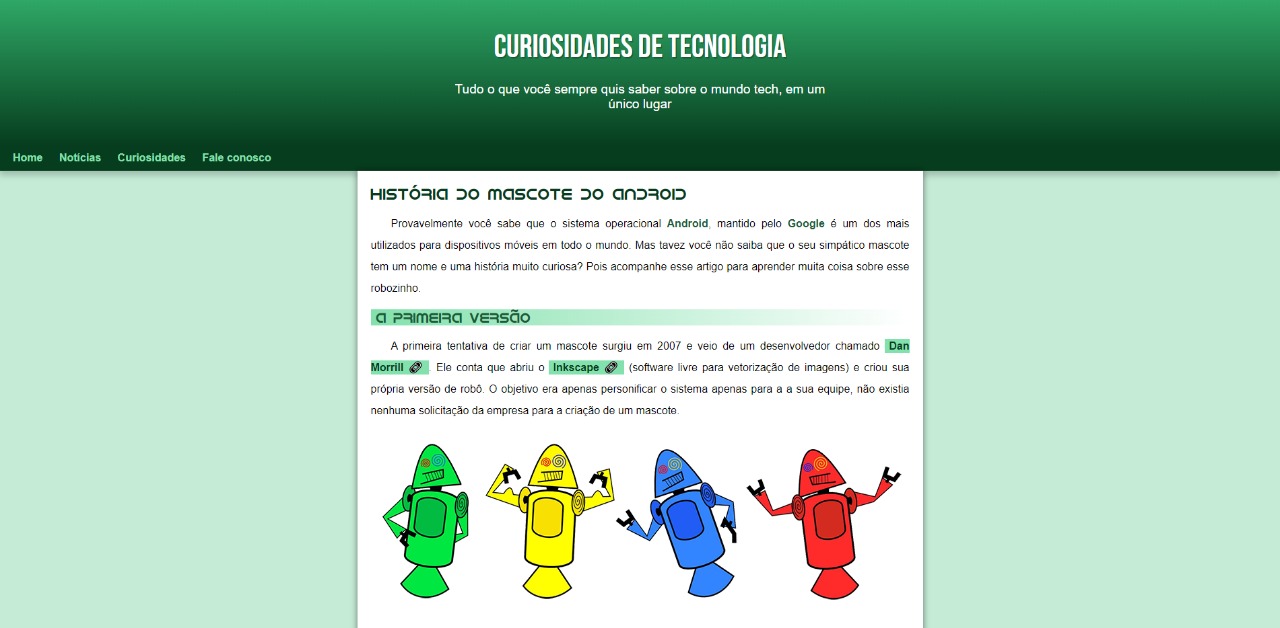 CURIOSIDADES DE TECNOLOGIA
Tudo o que você sempre quis saber sobre o mundo tech, em um
único lugar
Home Notícias Curiosidades Fale conosco
História do Mascote do Android
Provavelmente você sabe que o sistema operacional Android, mantido pelo Google é um dos mais
utilizados para dispositivos móveis em todo o mundo. Mas tavez você não saiba que o seu simpático mascote
tem um nome e uma história muito curiosa? Pois acompanhe esse artigo para aprender muita coisa sobre esse
robozinho.
A primeira versão
A primeira tentativa de criar um mascote surgiu em 2007 e veio de um desenvolvedor chamado Dan
Morrill . Ele conta que abriu o Inkscape (software livre para vetorização de imagens) e criou sua
própria versão de robô. O objetivo era apenas personificar o sistema apenas para a a sua equipe, não existia
nenhuma solicitação da empresa para a criação de um mascote.